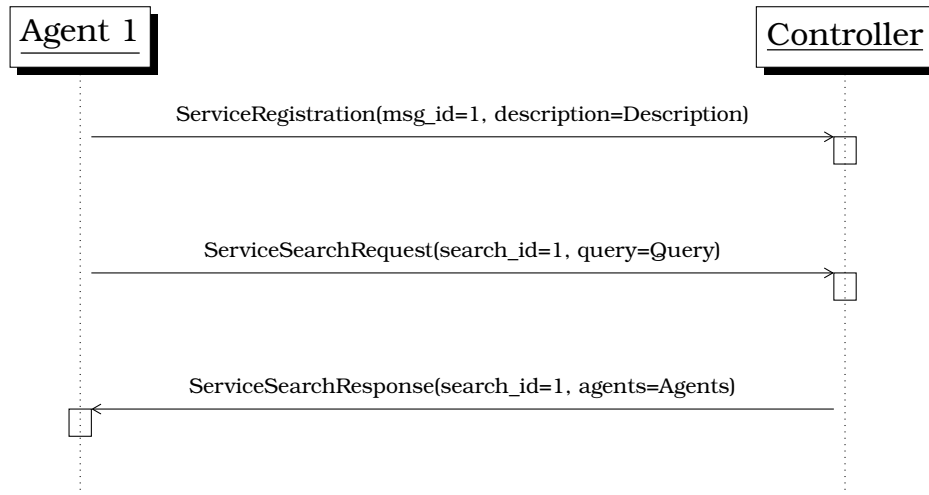 Agent 1
Controller
ServiceRegistration(msg_id=1, description=Description)
ServiceSearchRequest(search_id=1, query=Query)
ServiceSearchResponse(search_id=1, agents=Agents)